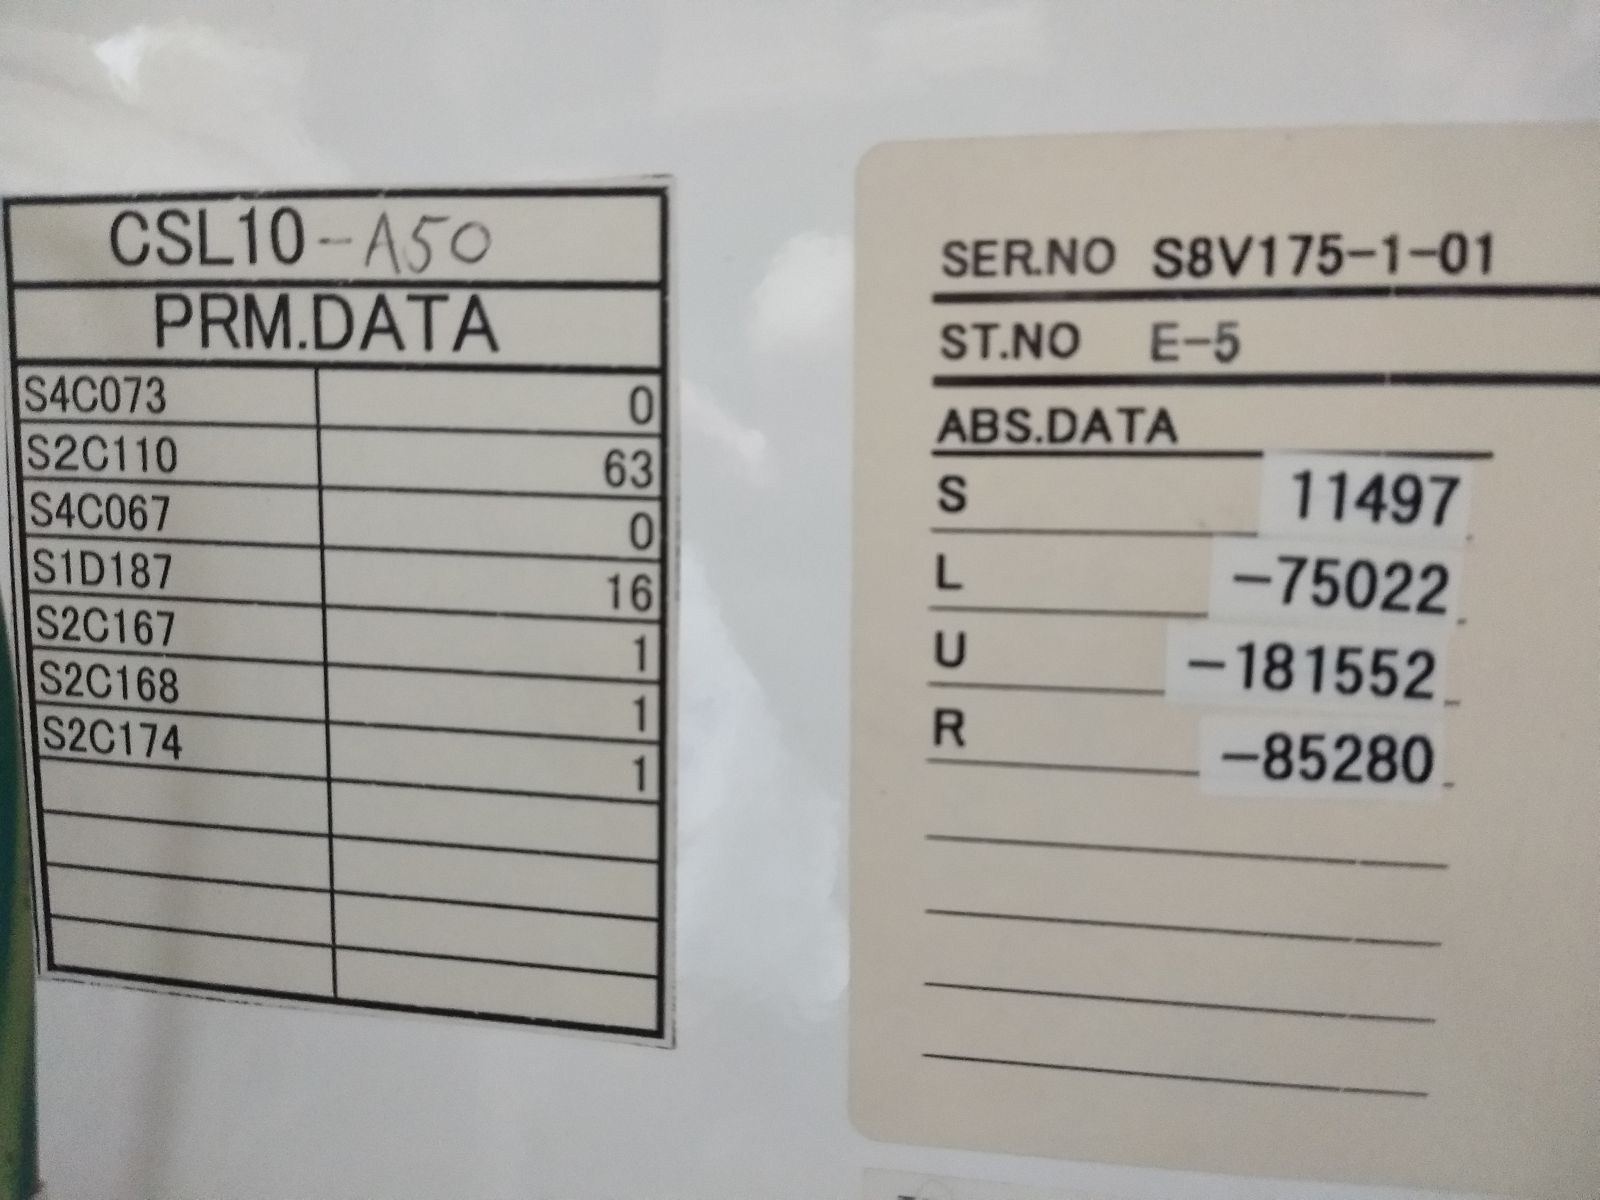 CSL10-A50
PRM.DATA
S4C073 0
S2C110 63
S4C067 0
S1D187 16
S2C167 1
S2C168 1
S2C174 1
SER.NO S8V175-1-01
ST.NO E-5
ABS.DATA
S 11497
L -75022
U -181552
R -85280